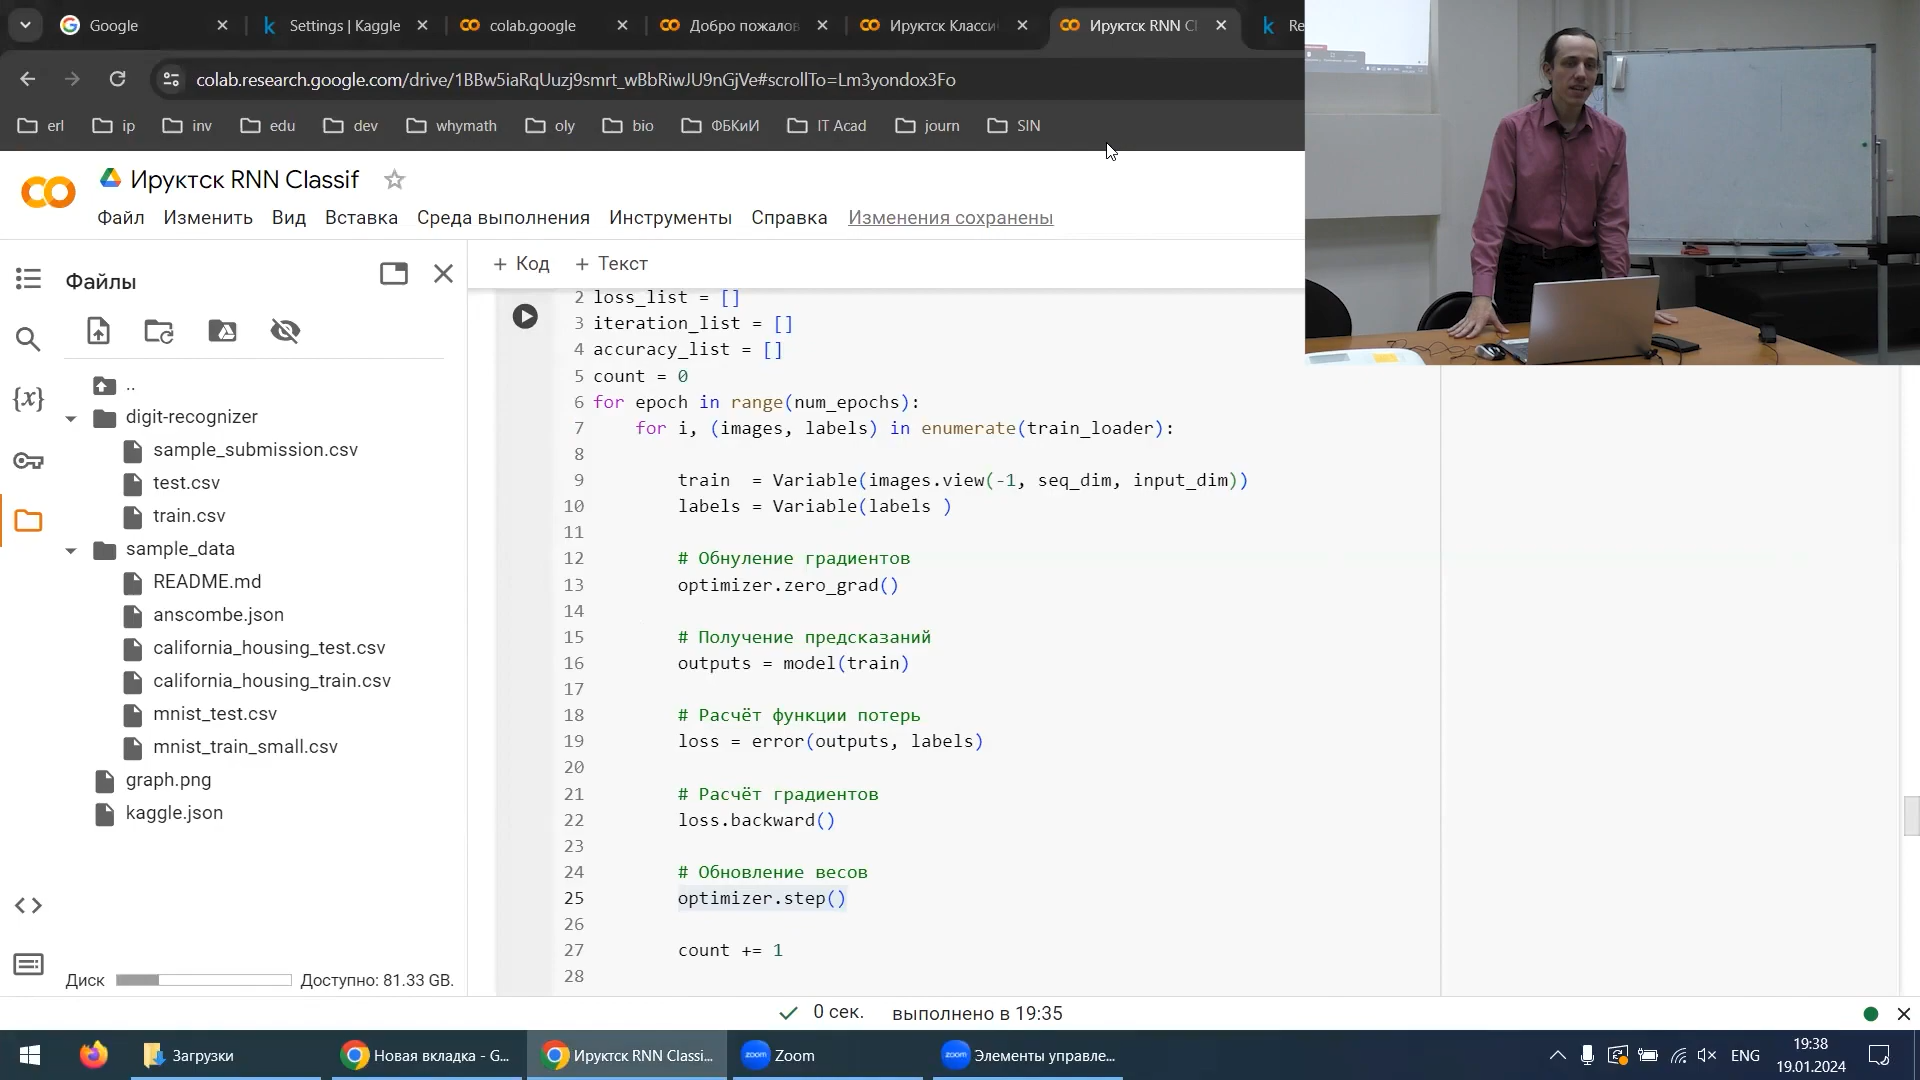 Google
Settings | Kaggle
colab.google
Добро пожалов
Ируктск Класси
Ируктск RNN Cl
Re
colab.research.google.com/drive/1BBw5iaRqUuzj9smrt_wBbRiwJU9nGjVe#scrollTo=Lm3yondox3Fo
erl
ip
inv
edu
dev
whymath
oly
bio
ФБКиИ
IT Acad
journ
SIN
Ируктск RNN Classif
Файл Изменить Вид Вставка Среда выполнения Инструменты Справка Изменения сохранены
Файлы
+ Код + Текст
..
digit-recognizer
sample_submission.csv
test.csv
train.csv
sample_data
README.md
anscombe.json
california_housing_test.csv
california_housing_train.csv
mnist_test.csv
mnist_train_small.csv
graph.png
kaggle.json
Диск Доступно: 81.33 GB.
2 loss_list = []
3 iteration_list = []
4 accuracy_list = []
5 count = 0
6 for epoch in range(num_epochs):
7 for i, (images, labels) in enumerate(train_loader):
8
9 train  = Variable(images.view(-1, seq_dim, input_dim))
10 labels = Variable(labels )
11
12 # Обнуление градиентов
13 optimizer.zero_grad()
14
15 # Получение предсказаний
16 outputs = model(train)
17
18 # Расчёт функции потерь
19 loss = error(outputs, labels)
20
21 # Расчёт градиентов
22 loss.backward()
23
24 # Обновление весов
25 optimizer.step()
26
27 count += 1
28
0 сек. выполнено в 19:35
Загрузки
Новая вкладка - G...
Ируктск RNN Classi...
zoom Zoom
zoom Элементы управле...
ENG
19:38
19.01.2024